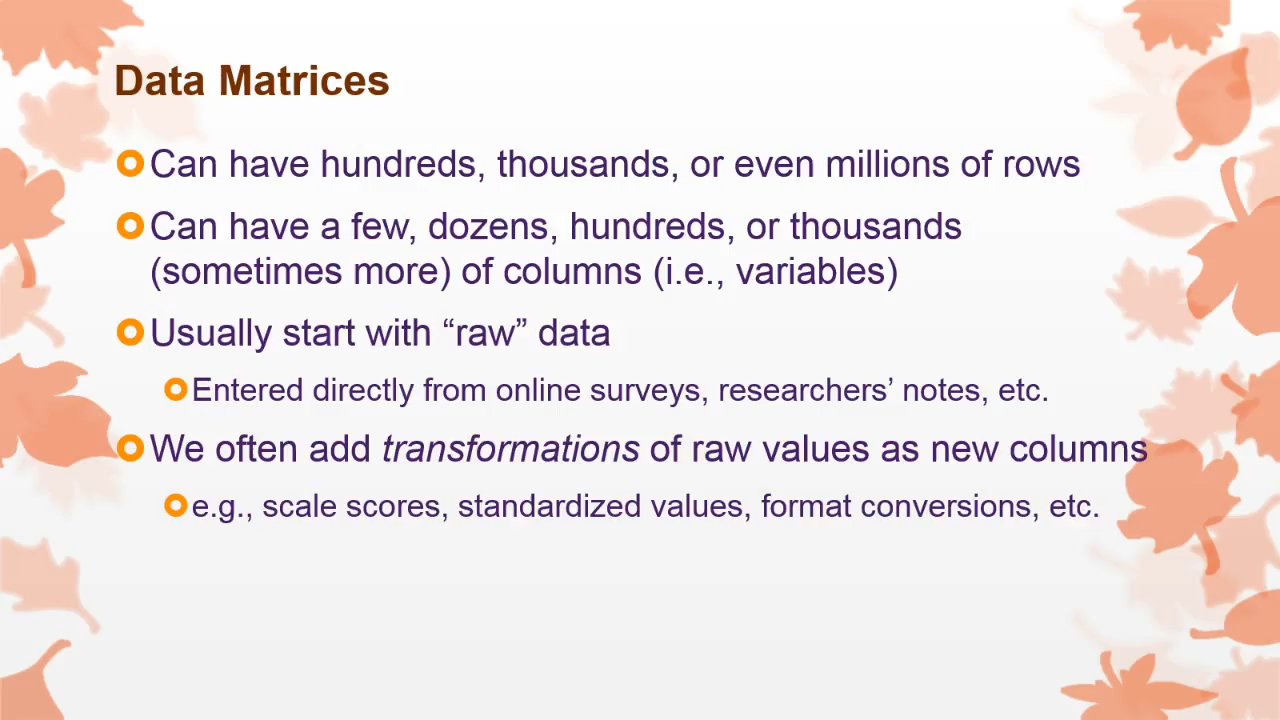 Data Matrices
Can have hundreds, thousands, or even millions of rows
Can have a few, dozens, hundreds, or thousands
(sometimes more) of columns (i.e., variables)
Usually start with “raw” data
Entered directly from online surveys, researchers’ notes, etc.
We often add transformations of raw values as new columns
e.g., scale scores, standardized values, format conversions, etc.